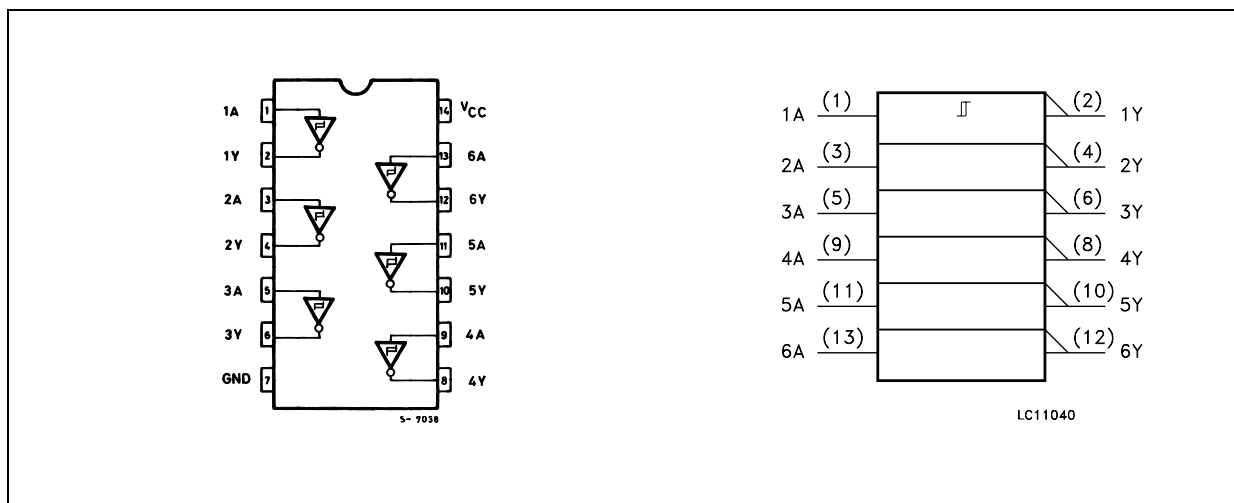 1A 1 14 VCC
1Y 2 13 6A
2A 3 12 6Y
2Y 4 11 5A
3A 5 10 5Y
3Y 6 9 4A
GND 7 8 4Y
S- 7038
1A (1) (2) 1Y
2A (3) (4) 2Y
3A (5) (6) 3Y
4A (9) (8) 4Y
5A (11) (10) 5Y
6A (13) (12) 6Y
LC11040